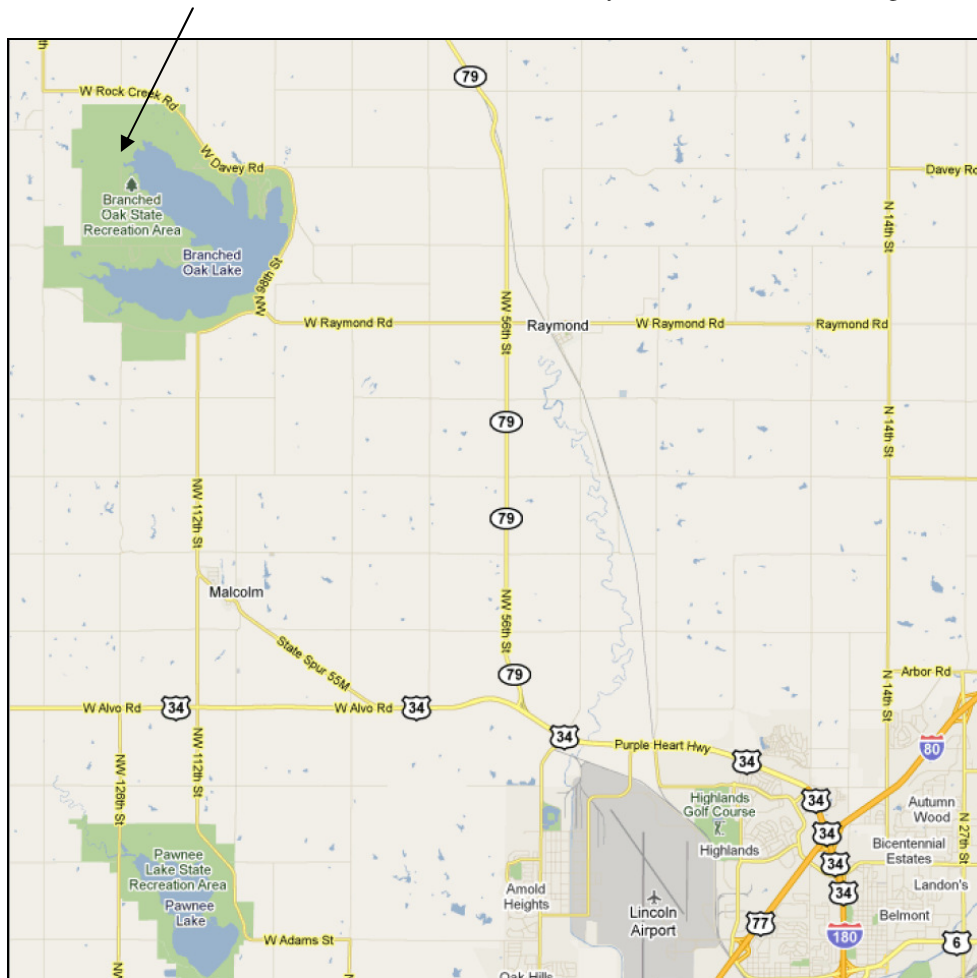 79
W Rock Creek Rd
W Davey Rd
Davey Rd
Branched
Oak State
Recreation Area
N 14th St
Branched
Oak Lake
NW 98th St
W Raymond Rd
NW 56th St
Raymond
W Raymond Rd
Raymond Rd
79
N 14th St
NW 112th St
79
Malcolm
NW 56th St
State Spur 55M
79
Arbor Rd
N 14th St
W Alvo Rd
34
W Alvo Rd
34
34
Purple Heart Hwy
34
80
NW 126th St
NW 112th St
Highlands
Golf Course
34
Autumn
Wood
N 27th St
34
Highlands
Bicentennial
Estates
Pawnee
Lake State
Recreation Area
34
Landon's
Arnold
Heights
34
Pawnee
Lake
Lincoln
Airport
77
Belmont
180
6
W Adams St
NW
Oak Hills